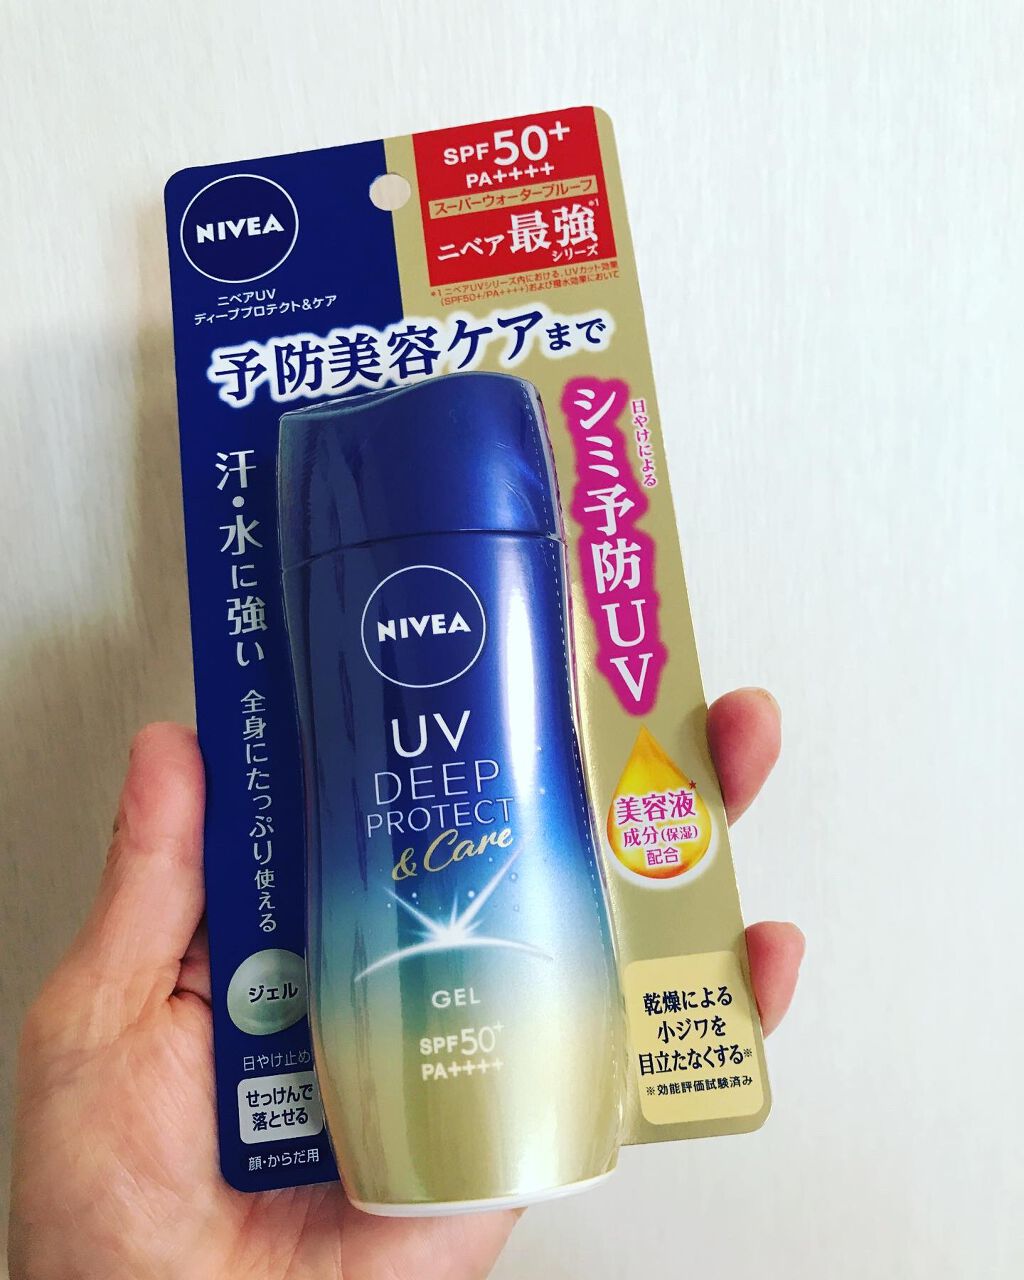 NIVEA
ニベアUV
ディーププロテクト&ケア
SPF50+
PA++++
スーパーウォータープルーフ
ニベア最強*1
シリーズ
*1 ニベアUVシリーズ内における、UVカット効果
(SPF50+/PA++++)および撥水効果において
予防美容ケアまで
日やけによる
シミ予防UV
汗・水に強い
全身にたっぷり使える
美容液*
成分(保湿)
配合
ジェル
日やけ止め
せっけんで
落とせる
顔・からだ用
乾燥による
小ジワを
目立たなくする※
※効能評価試験済み
NIVEA
UV
DEEP
PROTECT
& Care
GEL
SPF50+
PA++++